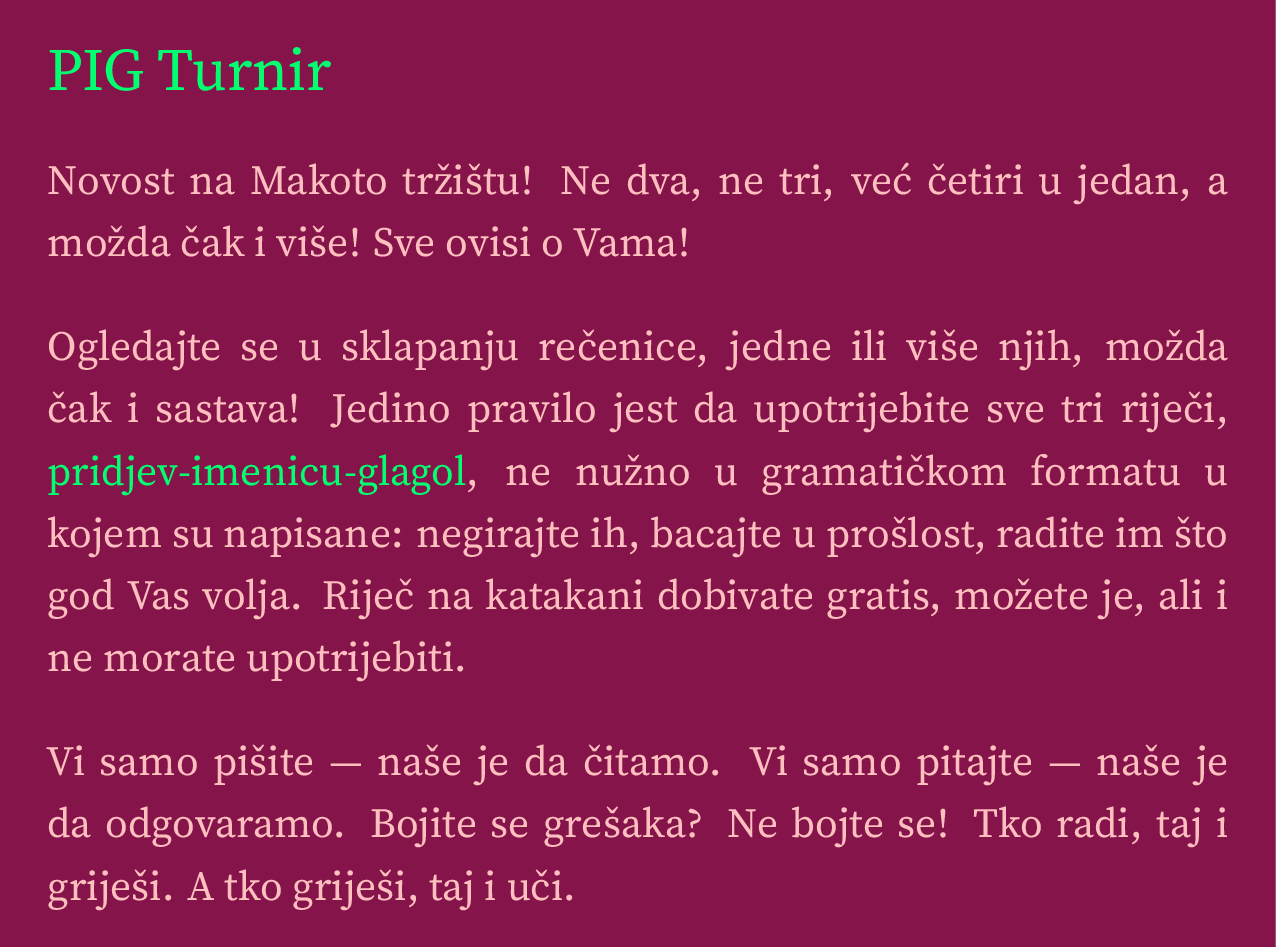 PIG Turnir
Novost na Makoto tržištu! Ne dva, ne tri, već četiri u jedan, a
možda čak i više! Sve ovisi o Vama!
Ogledajte se u sklapanju rečenice, jedne ili više njih, možda
čak i sastava! Jedino pravilo jest da upotrijebite sve tri riječi,
pridjev-imenicu-glagol, ne nužno u gramatičkom formatu u
kojem su napisane: negirajte ih, bacajte u prošlost, radite im što
god Vas volja. Riječ na katakani dobivate gratis, možete je, ali i
ne morate upotrijebiti.
Vi samo pišite — naše je da čitamo. Vi samo pitajte — naše je
da odgovaramo. Bojite se grešaka? Ne bojte se! Tko radi, taj i
griješi. A tko griješi, taj i uči.